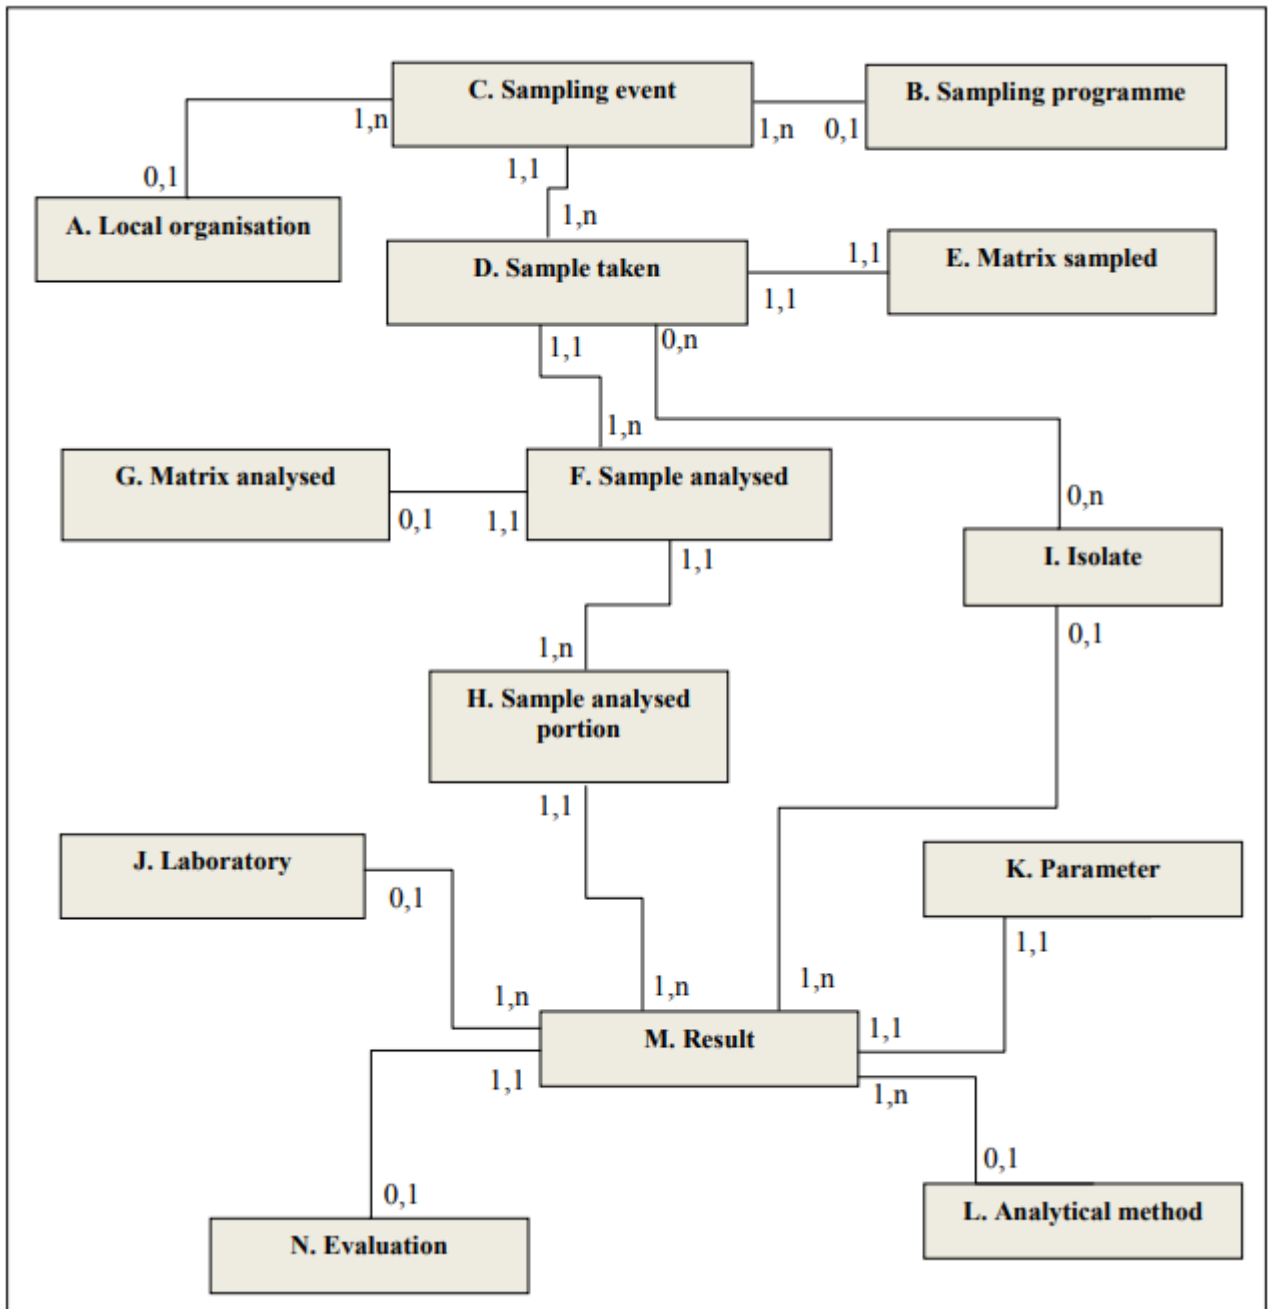 C. Sampling event
B. Sampling programme
1,n
1,n
0,1
1,1
0,1
A. Local organisation
1,n
D. Sample taken
E. Matrix sampled
1,1
1,1
1,1
0,n
1,n
G. Matrix analysed
F. Sample analysed
0,1
1,1
0,n
I. Isolate
1,1
0,1
1,n
H. Sample analysed
portion
1,1
J. Laboratory
K. Parameter
0,1
1,1
1,n
1,n
1,n
M. Result
1,1
1,1
1,n
0,1
0,1
L. Analytical method
N. Evaluation